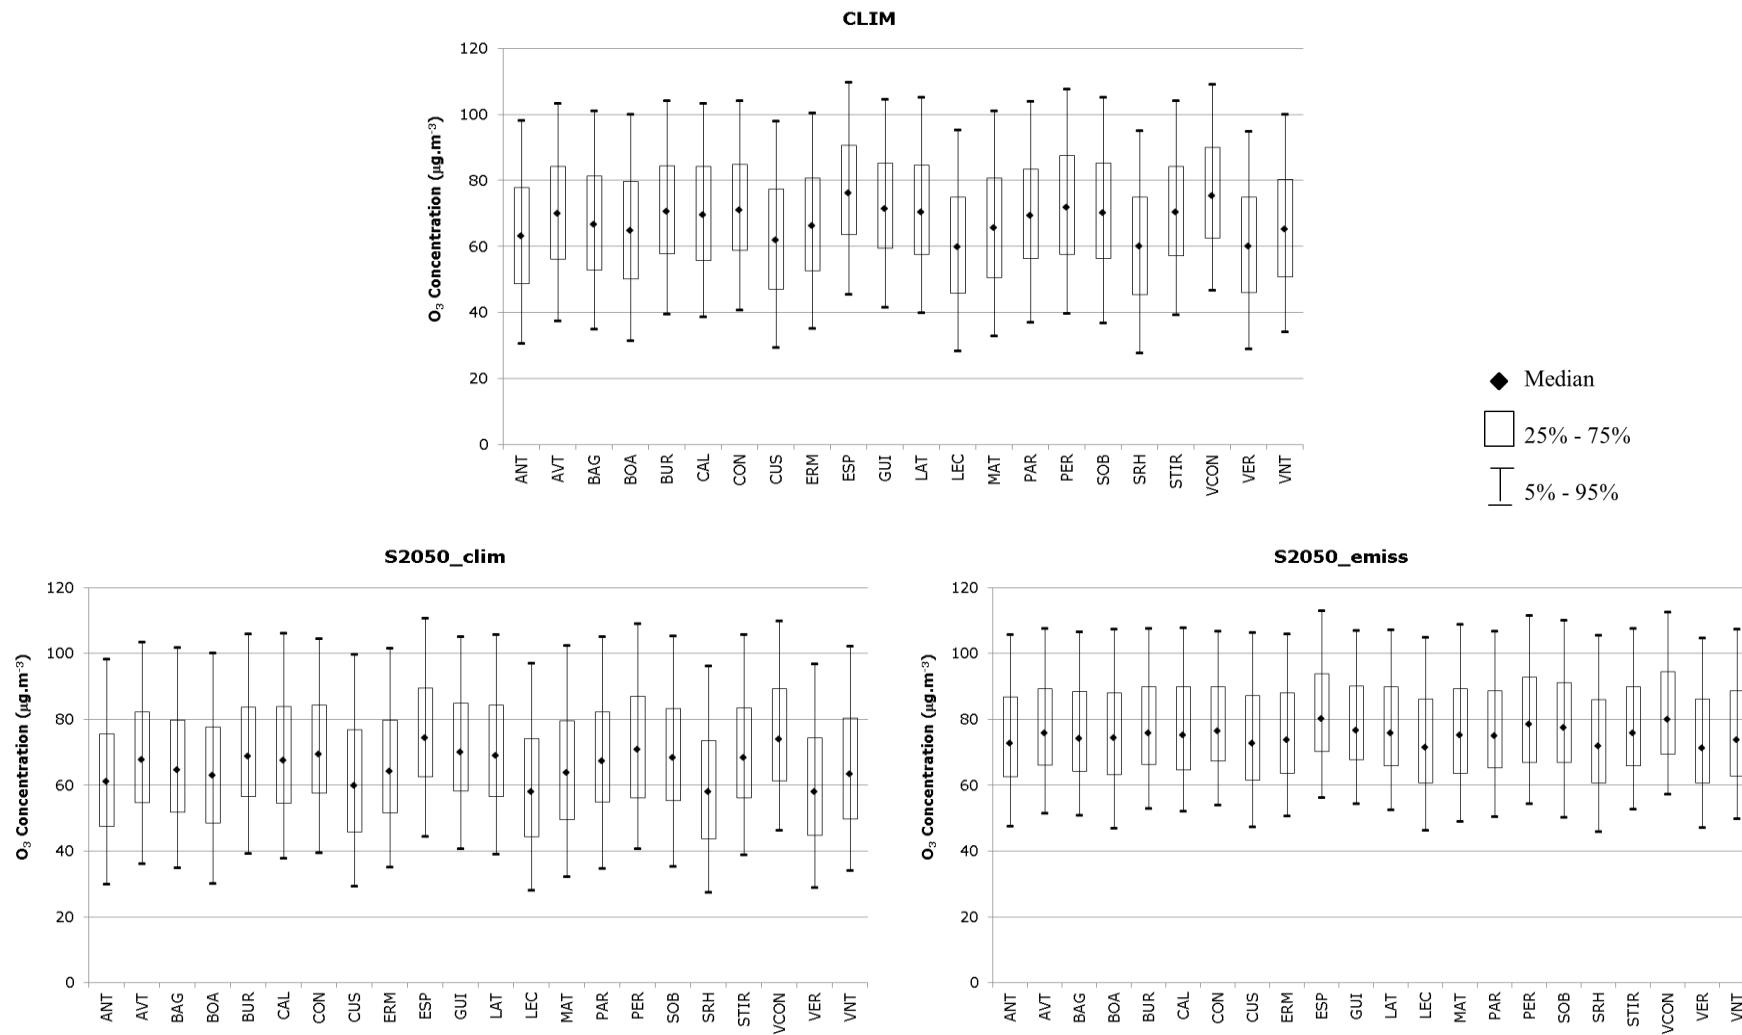 CLIM
O₃ Concentration (μg.m⁻³)
120
100
80
60
40
20
0
ANT AVT BAG BOA BUR CAL CON CUS ERM ESP GUI LAT LEC MAT PAR PER SOB SRH STIR VCON VER VNT
Median
25% - 75%
5% - 95%
S2050_clim
O₃ Concentration (μg.m⁻³)
120
100
80
60
40
20
0
ANT AVT BAG BOA BUR CAL CON CUS ERM ESP GUI LAT LEC MAT PAR PER SOB SRH STIR VCON VER VNT
S2050_emiss
O₃ Concentration (μg.m⁻³)
120
100
80
60
40
20
0
ANT AVT BAG BOA BUR CAL CON CUS ERM ESP GUI LAT LEC MAT PAR PER SOB SRH STIR VCON VER VNT